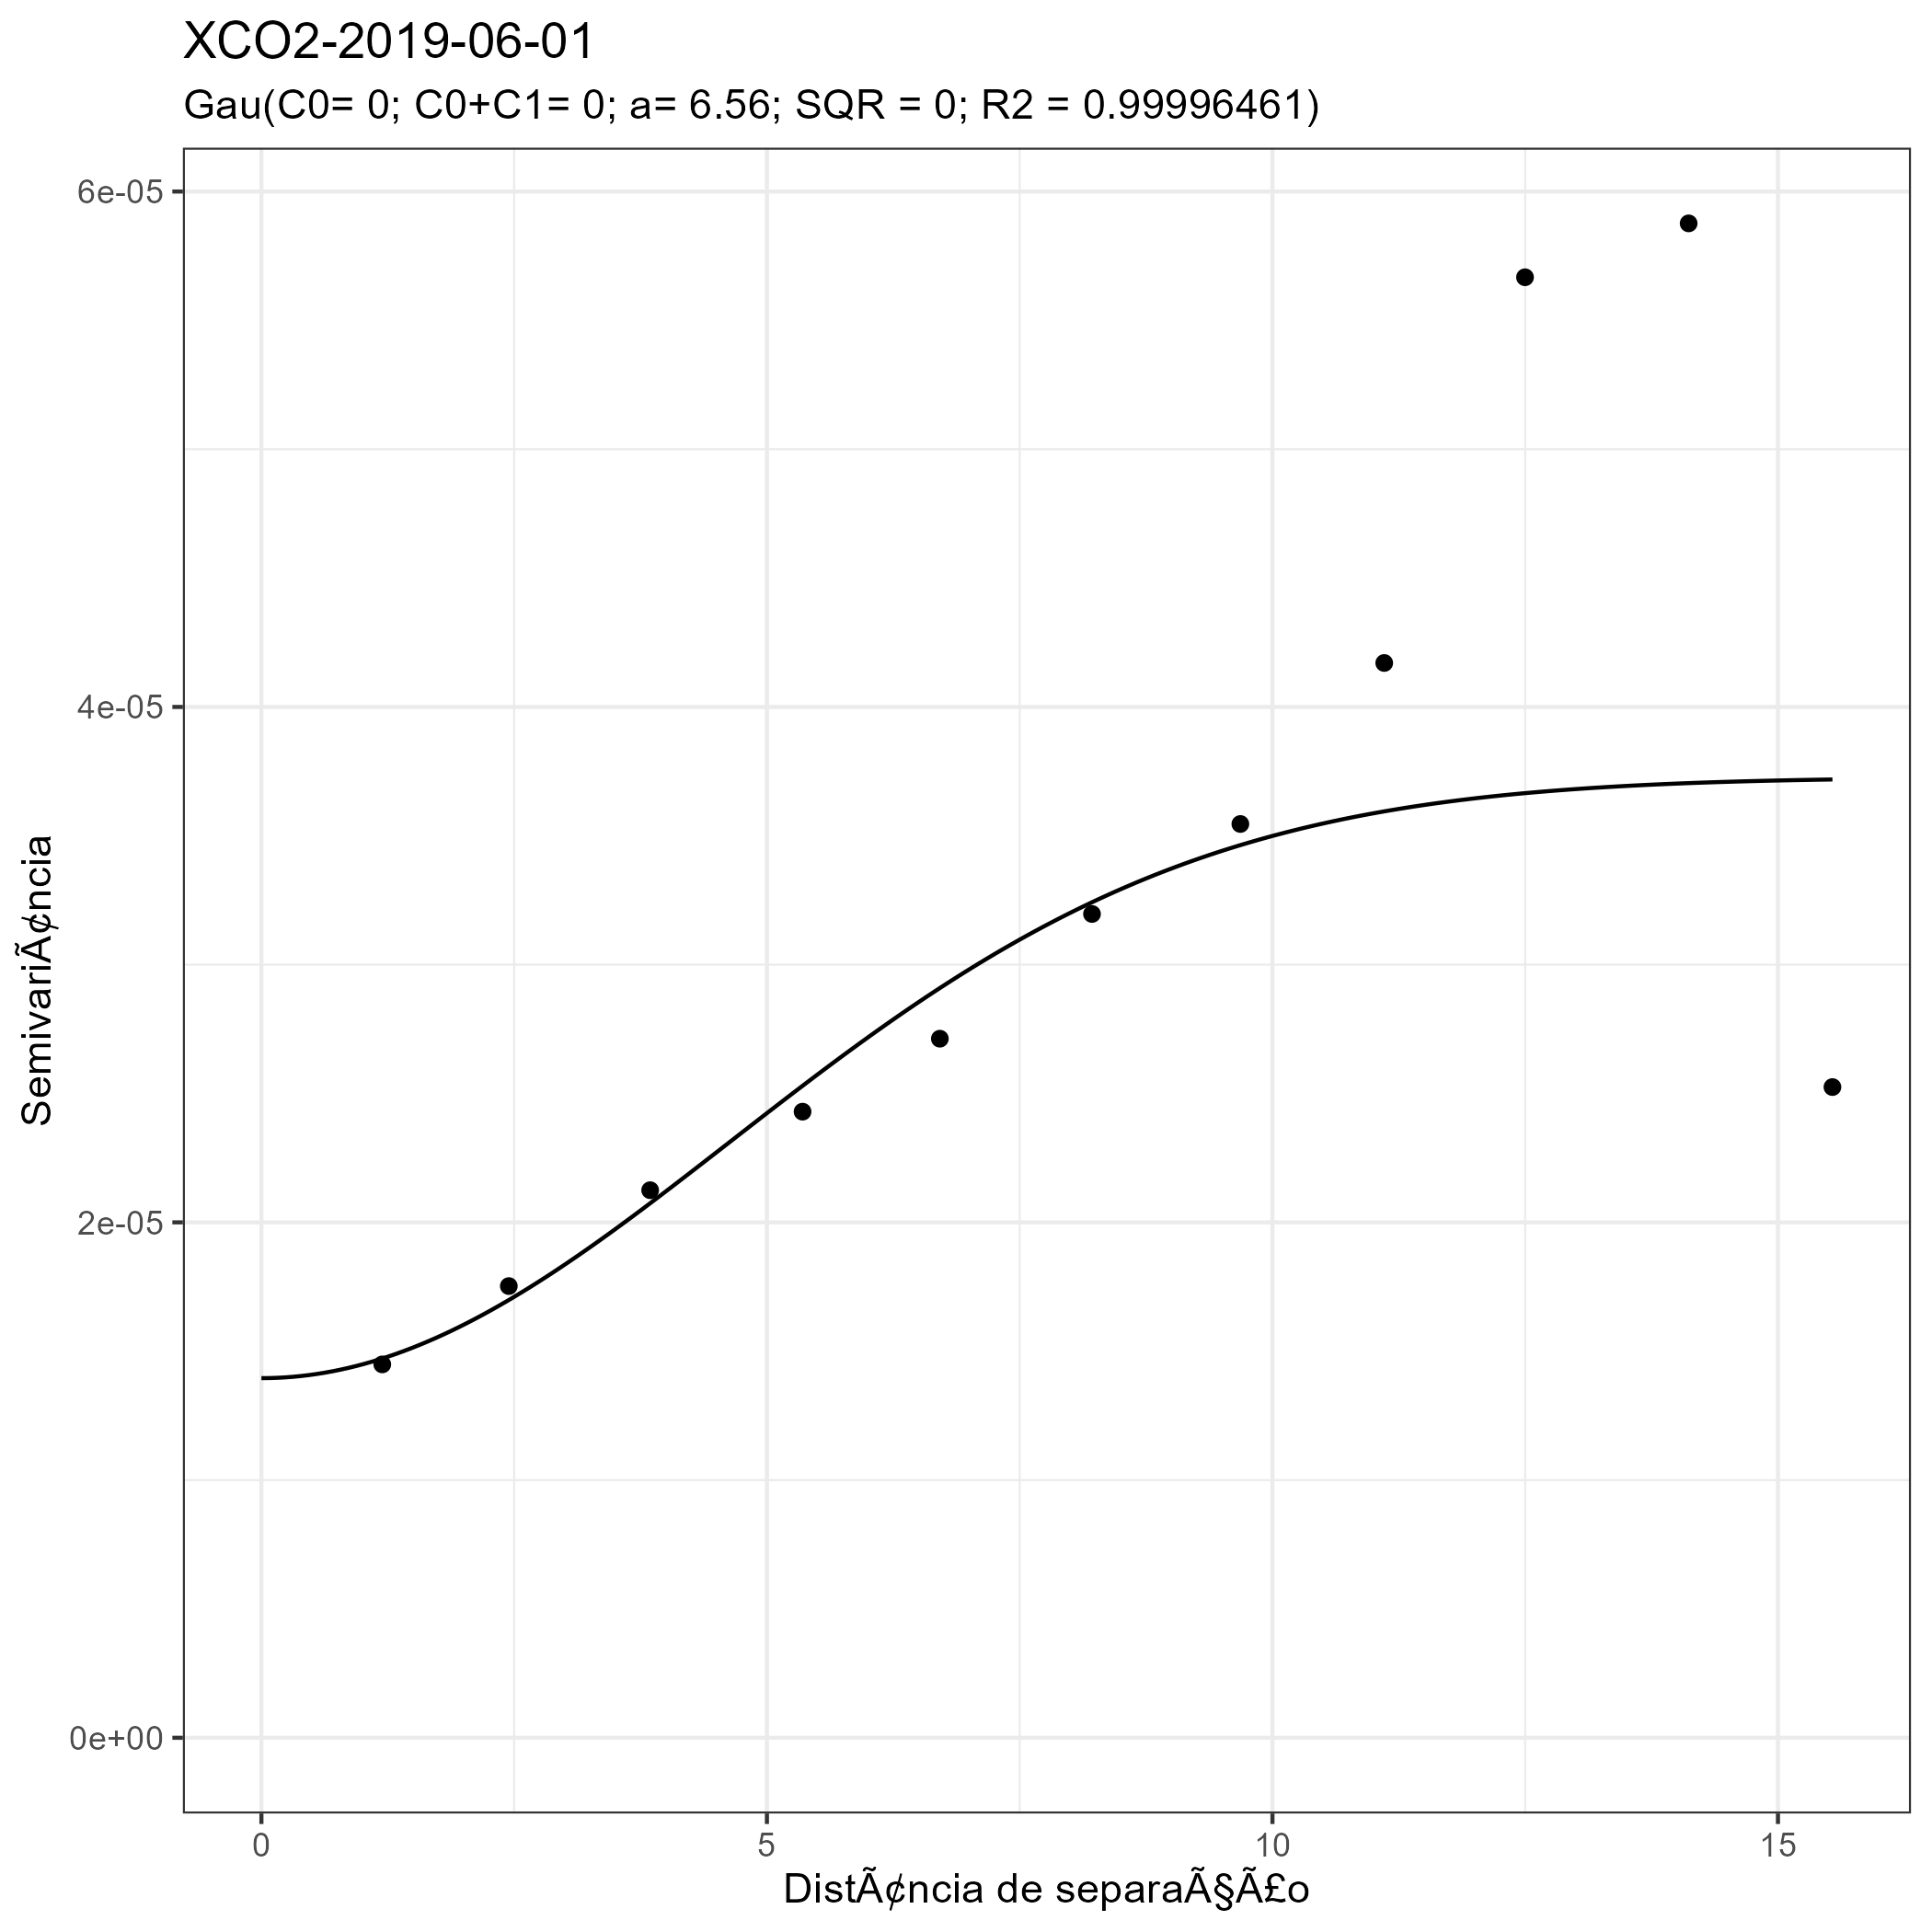 XCO2-2019-06-01
Gau(C0= 0; C0+C1= 0; a= 6.56; SQR = 0; R2 = 0.99996461)
6e-05
4e-05
2e-05
0e+00
SemivariÃ¢ncia
0
5
10
15
DistÃ¢ncia de separaÃ§Ã£o